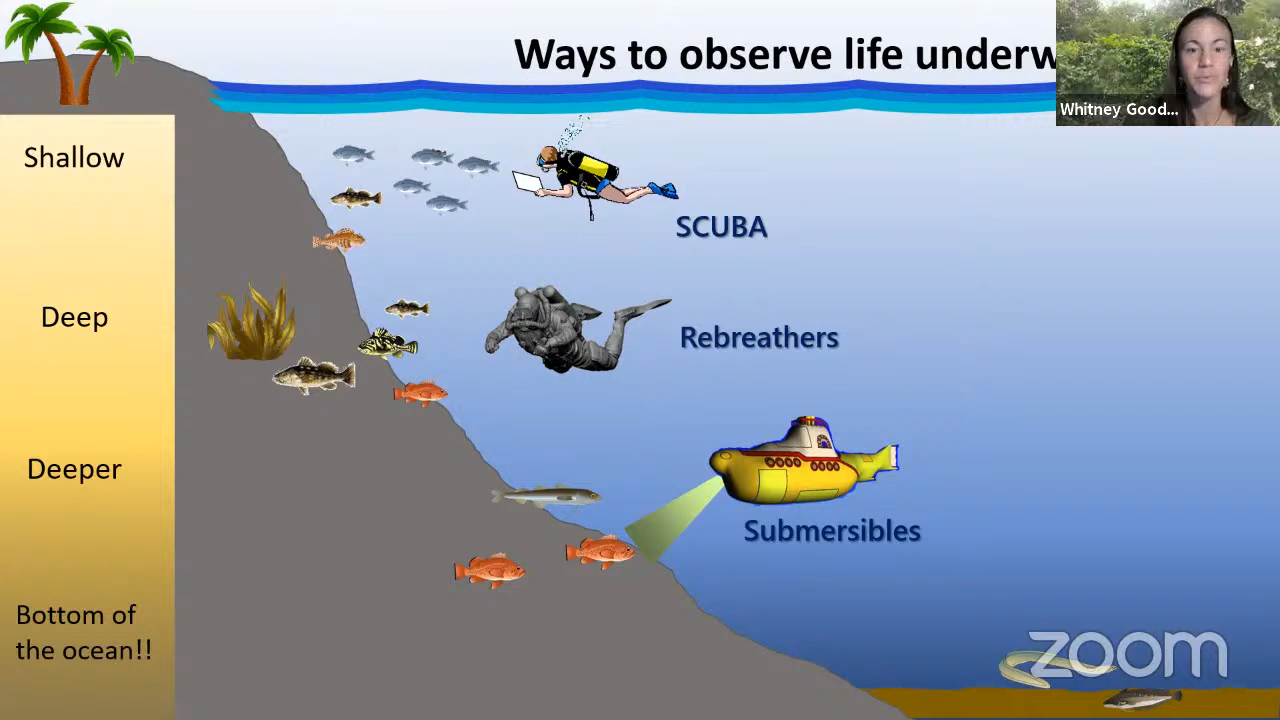 Ways to observe life underw
Whitney Good...
Shallow
SCUBA
Deep
Rebreathers
Deeper
Submersibles
Bottom of
the ocean!!
zoom